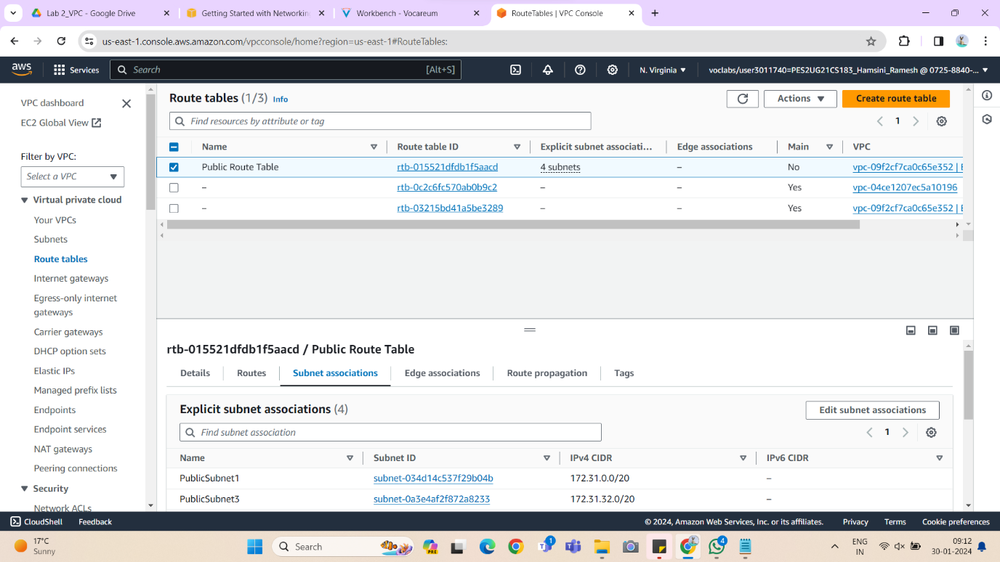 Lab 2_VPC - Google Drive
Getting Started with Networkin
Workbench - Vocareum
RouteTables | VPC Console
us-east-1.console.aws.amazon.com/vpcconsole/home?region=us-east-1#RouteTables:
aws
Services
Search
[Alt+S]
N. Virginia
voclabs/user3011740=PES2UG21CS183_Hamsini_Ramesh @ 0725-8840-...
VPC dashboard
EC2 Global View
Filter by VPC:
Select a VPC
Virtual private cloud
Your VPCs
Subnets
Route tables
Internet gateways
Egress-only internet
gateways
Carrier gateways
DHCP option sets
Elastic IPs
Managed prefix lists
Endpoints
Endpoint services
NAT gateways
Peering connections
Security
Network ACLs
Route tables (1/3) Info
Actions
Create route table
Find resources by attribute or tag
1
Name Route table ID Explicit subnet associati... Edge associations Main VPC
Public Route Table rtb-015521dfdb1f5aacd 4 subnets – No vpc-09f2cf7ca0c65e352 |
– rtb-0c2c6fc570ab0b9c2 – – Yes vpc-04ce1207ec5a10196
– rtb-03215bd41a5be3289 – – Yes vpc-09f2cf7ca0c65e352 |
rtb-015521dfdb1f5aacd / Public Route Table
Details Routes Subnet associations Edge associations Route propagation Tags
Explicit subnet associations (4)
Edit subnet associations
Find subnet association
1
Name Subnet ID IPv4 CIDR IPv6 CIDR
PublicSubnet1 subnet-034d14c537f29b04b 172.31.0.0/20 –
PublicSubnet3 subnet-0a3e4af2f872a8233 172.31.32.0/20 –
CloudShell Feedback © 2024, Amazon Web Services, Inc. or its affiliates. Privacy Terms Cookie preferences
17°C
Sunny
Search
PRE
1
4
ENG
IN
09:12
30-01-2024